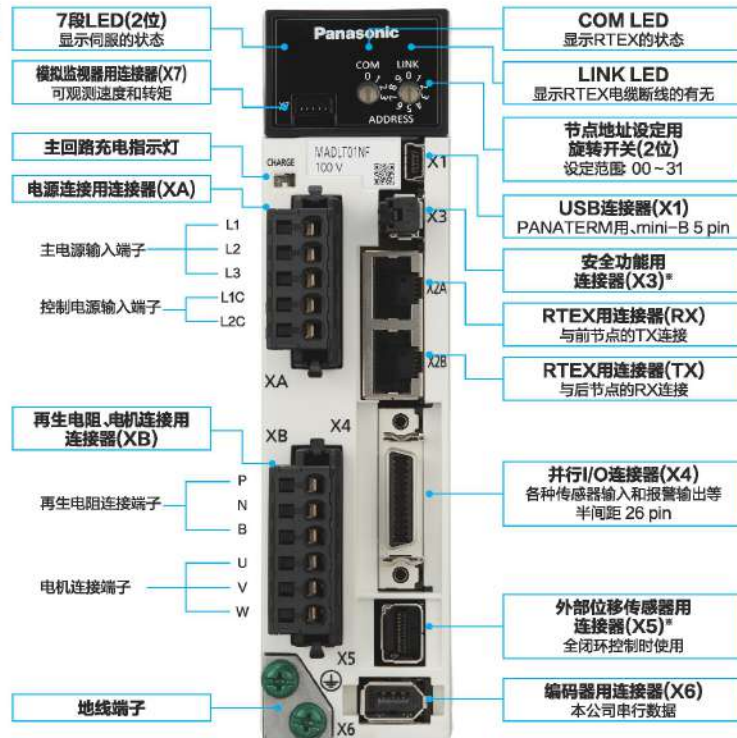 7段LED(2位)
显示伺服的状态
模拟监视器用连接器(X7)
可观测速度和转矩
主回路充电指示灯
电源连接用连接器(XA)
主电源输入端子
L1
L2
L3
控制电源输入端子
L1C
L2C
再生电阻、电机连接用
连接器(XB)
再生电阻连接端子
P
N
B
电机连接端子
U
V
W
地线端子
Panasonic
COM
LINK
ADDRESS
X7
CHARGE
MADLT01NF
100 V
X1
X3
X2A
X2B
XA
XB
X4
X5
X6
COM LED
显示RTEX的状态
LINK LED
显示RTEX电缆断线的有无
节点地址设定用
旋转开关(2位)
设定范围 00~31
USB连接器(X1)
PANATERM用、mini-B 5 pin
安全功能用
连接器(X3)*
RTEX用连接器(RX)
与前节点的TX连接
RTEX用连接器(TX)
与后节点的RX连接
并行I/O连接器(X4)
各种传感器输入和报警输出等
半间距 26 pin
外部位移传感器用
连接器(X5)*
全闭环控制时使用
编码器用连接器(X6)
本公司串行数据